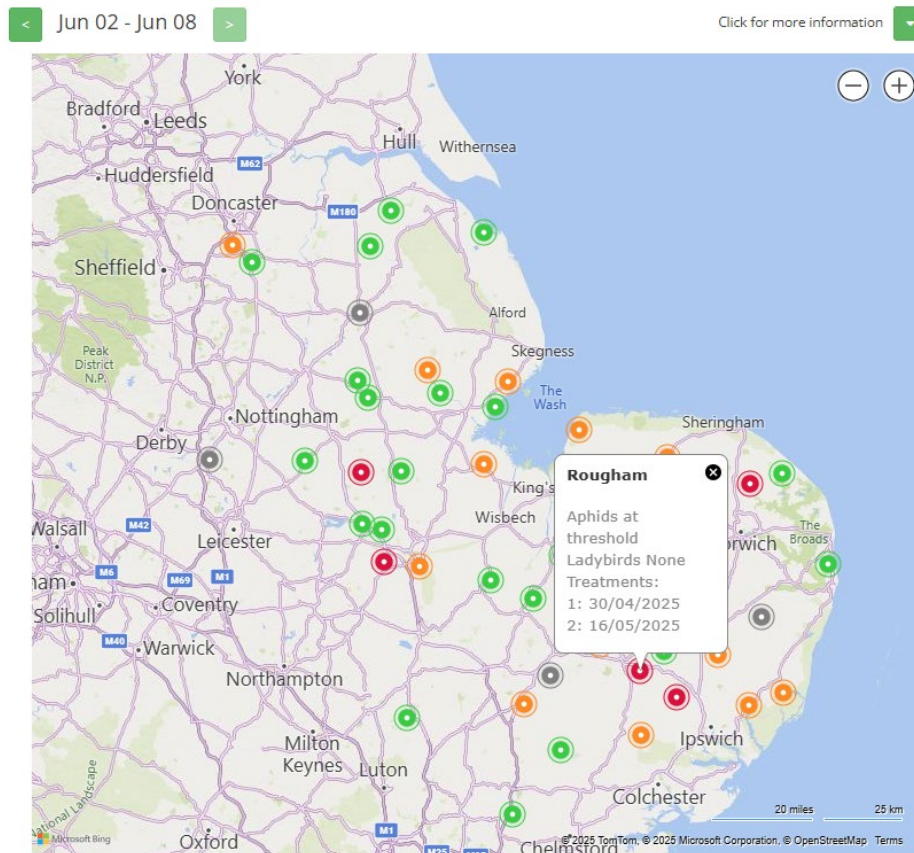 < Jun 02 - Jun 08 >
Click for more information
York
Bradford
Leeds
Hull
Withernsea
M62
Huddersfield
Doncaster
M180
Sheffield
Alford
Peak
District
N.P.
Skegness
The
Wash
Nottingham
Sheringham
Derby
Rougham
King's
Aphids at
threshold
Ladybirds None
Treatments:
1: 30/04/2025
2: 16/05/2025
Wisbech
The
Broads
Walsall
M42
Leicester
M6
M69
M1
Solihull
Coventry
M40
Warwick
Northampton
Milton
Keynes
Ipswich
Luton
Colchester
National Landscape
20 miles
25 km
M1
Microsoft Bing
Oxford
M25
Chelmsford
© 2025 TomTom, © 2025 Microsoft Corporation, © OpenStreetMap Terms